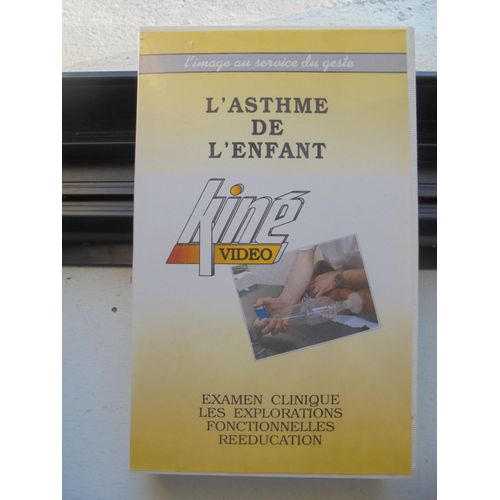 l'image au service du geste
L'ASTHME
DE
L'ENFANT
Kiné
VIDEO
EXAMEN CLINIQUE
LES EXPLORATIONS
FONCTIONNELLES
REEDUCATION